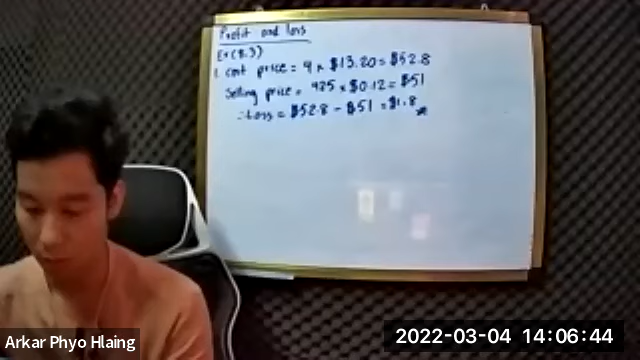 Profit and loss
Ex(8.3)
1. cost price = 4 x $13.20 = $52.8
Selling price = 425 x $0.12 = $51
∴ Loss = $52.8 - $51 = $1.8
Arkar Phyo Hlaing
2022-03-04 14:06:44